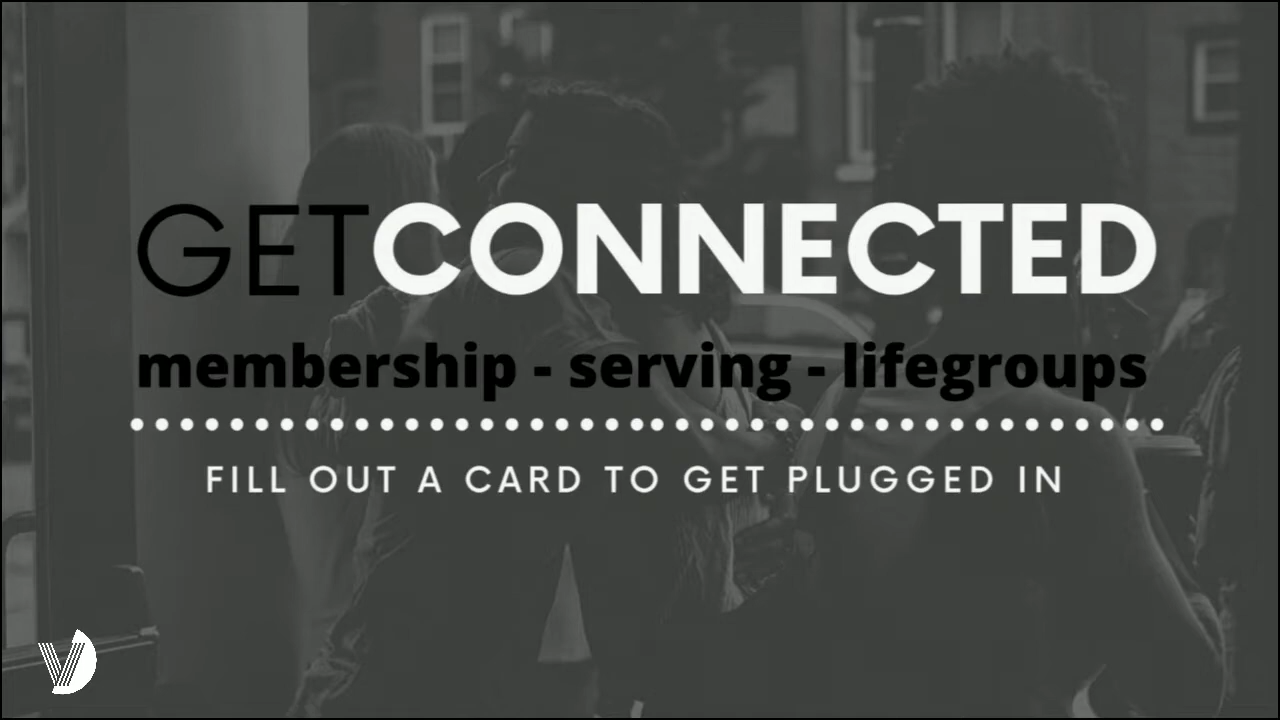 GETCONNECTED
membership - serving - lifegroups
FILL OUT A CARD TO GET PLUGGED IN